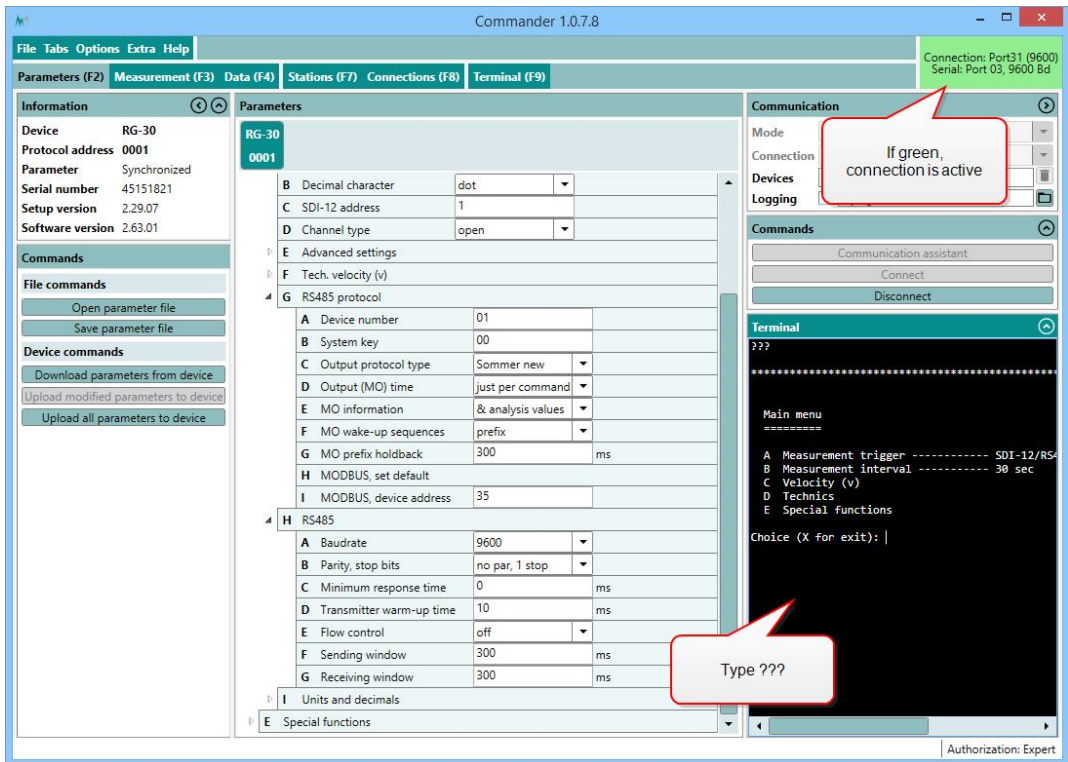 Commander 1.0.7.8
File Tabs Options Extra Help
Connection: Port31 (9600)
Serial: Port 03, 9600 Bd
Parameters (F2) Measurement (F3) Data (F4) Stations (F7) Connections (F8) Terminal (F9)
Information
Device RG-30
Protocol address 0001
Parameter Synchronized
Serial number 45151821
Setup version 2.29.07
Software version 2.63.01
Commands
File commands
Open parameter file
Save parameter file
Device commands
Download parameters from device
Upload modified parameters to device
Upload all parameters to device
Parameters
RG-30
0001
B Decimal character dot
C SDI-12 address 1
D Channel type open
E Advanced settings
F Tech. velocity (v)
G RS485 protocol
A Device number 01
B System key 00
C Output protocol type Sommer new
D Output (MO) time just per command
E MO information & analysis values
F MO wake-up sequences prefix
G MO prefix holdback 300 ms
H MODBUS, set default
I MODBUS, device address 35
H RS485
A Baudrate 9600
B Parity, stop bits no par, 1 stop
C Minimum response time 0 ms
D Transmitter warm-up time 10 ms
E Flow control off
F Sending window 300 ms
G Receiving window 300 ms
I Units and decimals
E Special functions
Communication
Mode
Connection
Devices
Logging
If green,
connection is active
Commands
Communication assistant
Connect
Disconnect
Terminal
???
************************************************
Main menu
=========
A Measurement trigger ------------ SDI-12/RS4
B Measurement interval ----------- 30 sec
C Velocity (v)
D Technics
E Special functions
Choice (X for exit):
Type ???
Authorization: Expert